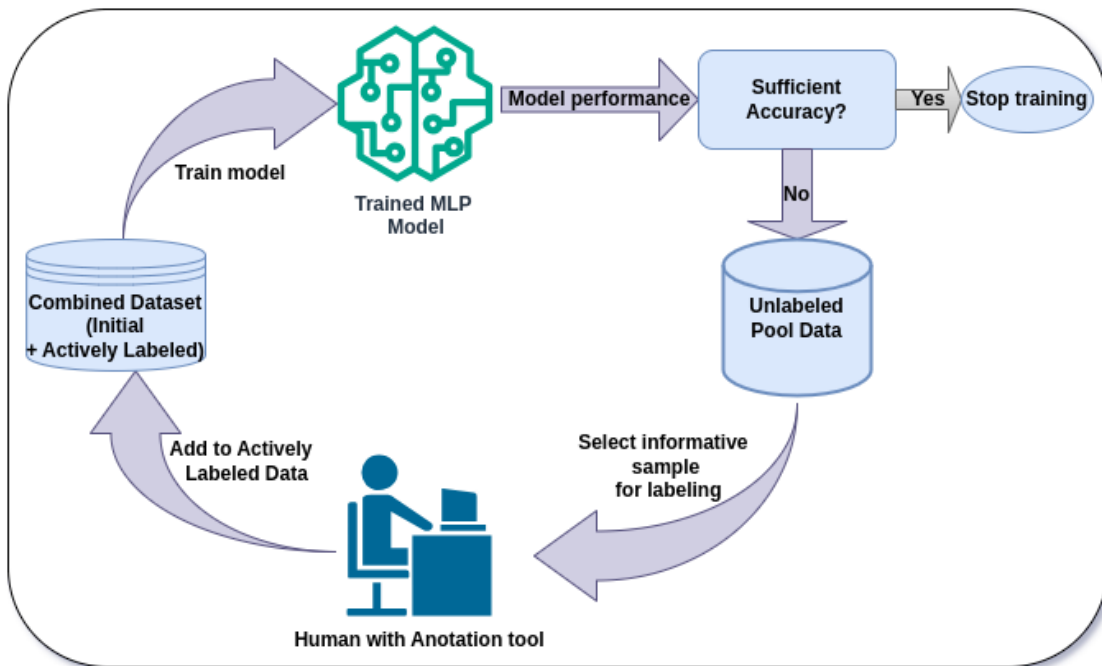 Model performance
Sufficient
Accuracy?
Yes
Stop training
Train model
Trained MLP
Model
No
Combined Dataset
(Initial
+ Actively Labeled)
Unlabeled
Pool Data
Add to Actively
Labeled Data
Select informative
sample
for labeling
Human with Anotation tool